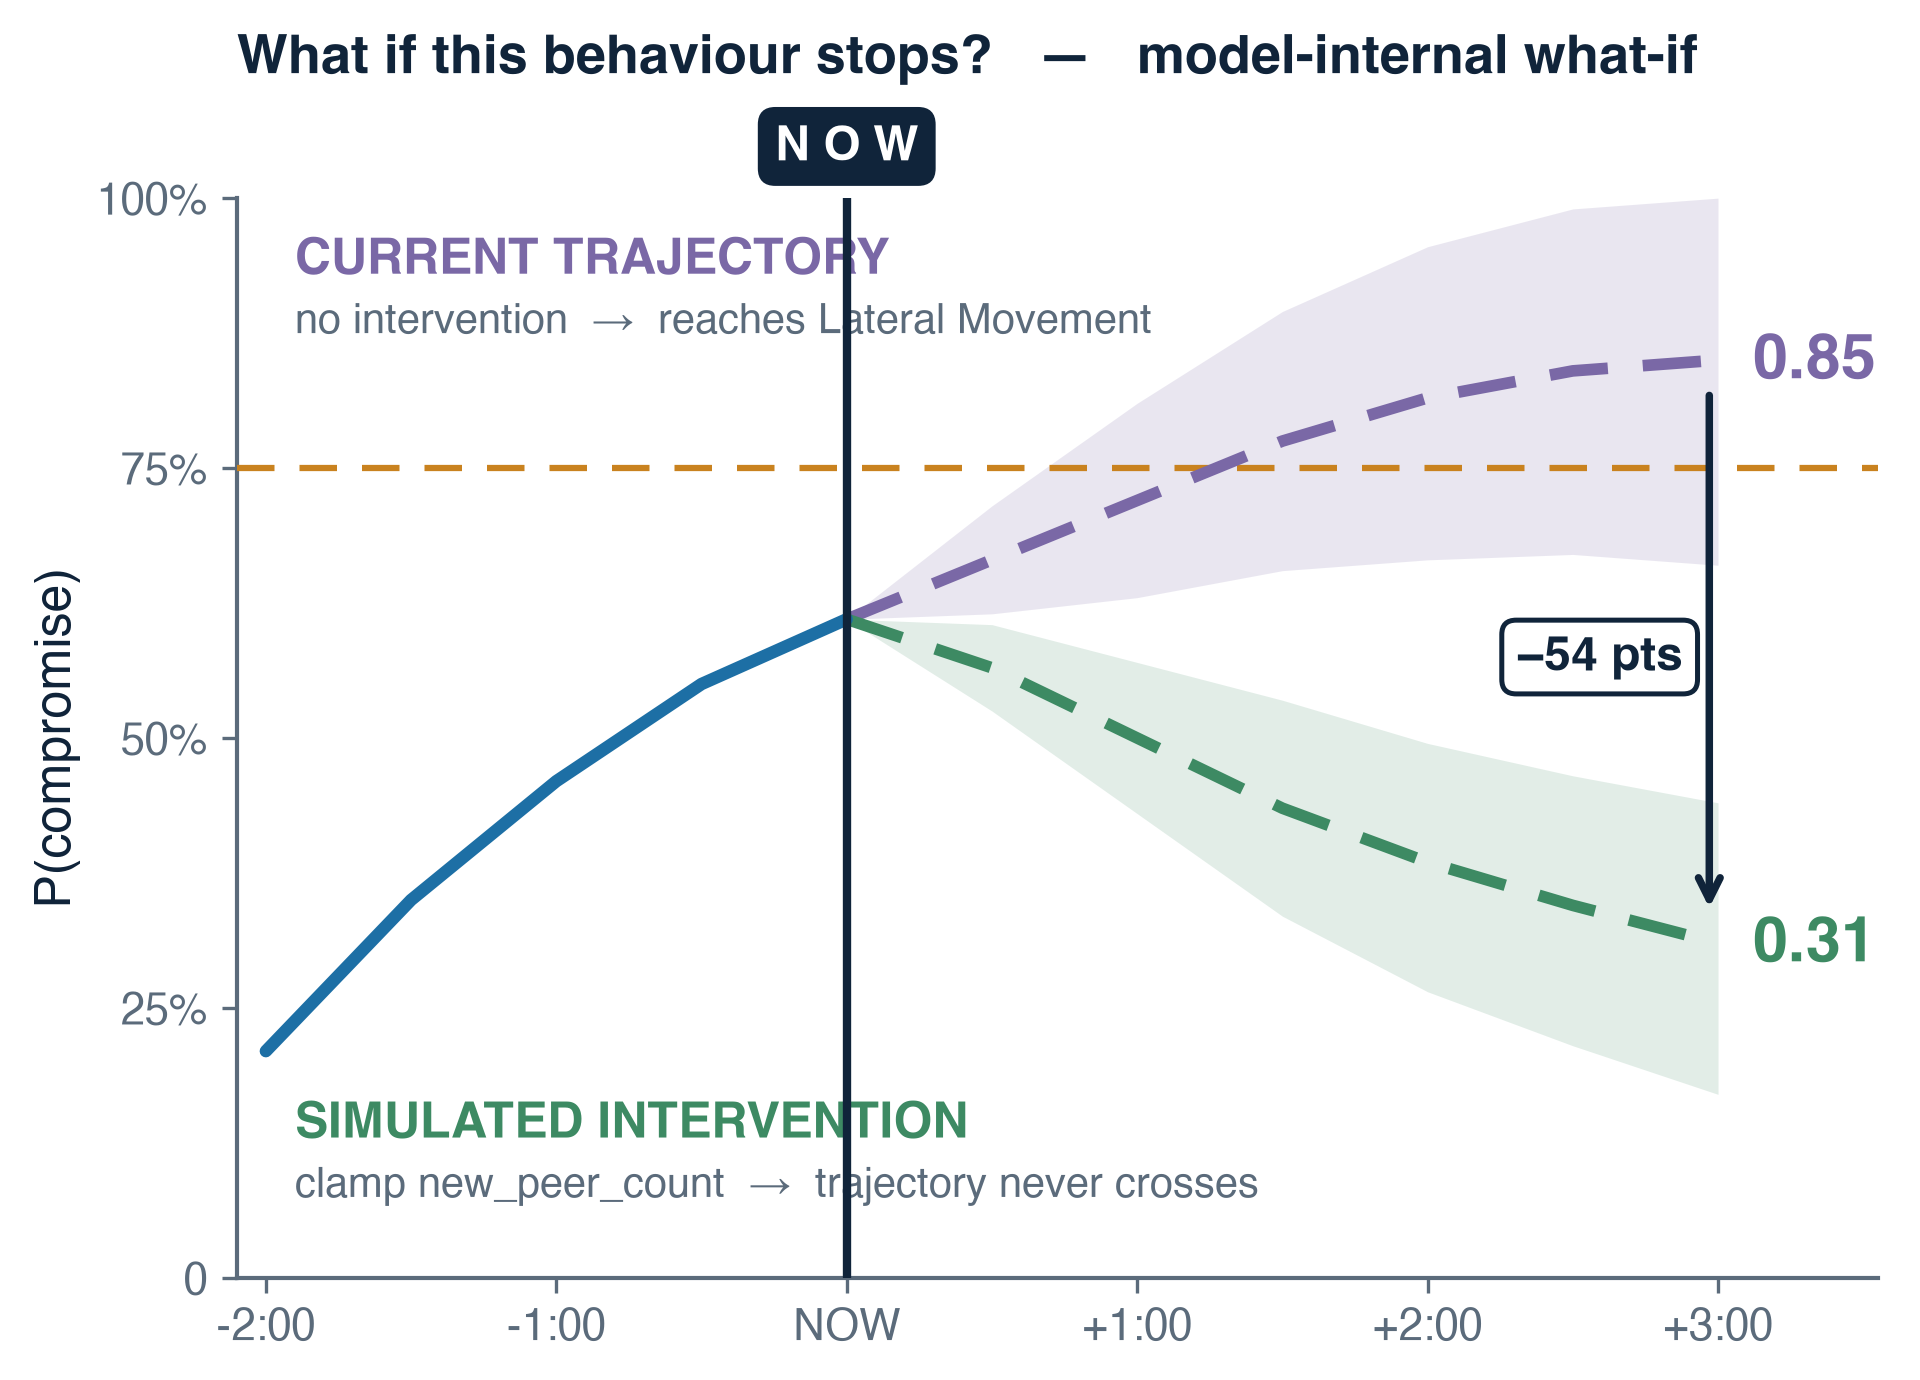 What if this behaviour stops? — model-internal what-if
NOW
100%
CURRENT TRAJECTORY
no intervention → reaches Lateral Movement
0.85
75%
P(compromise)
–54 pts
50%
0.31
25%
SIMULATED INTERVENTION
clamp new_peer_count → trajectory never crosses
0
-2:00 -1:00 NOW +1:00 +2:00 +3:00